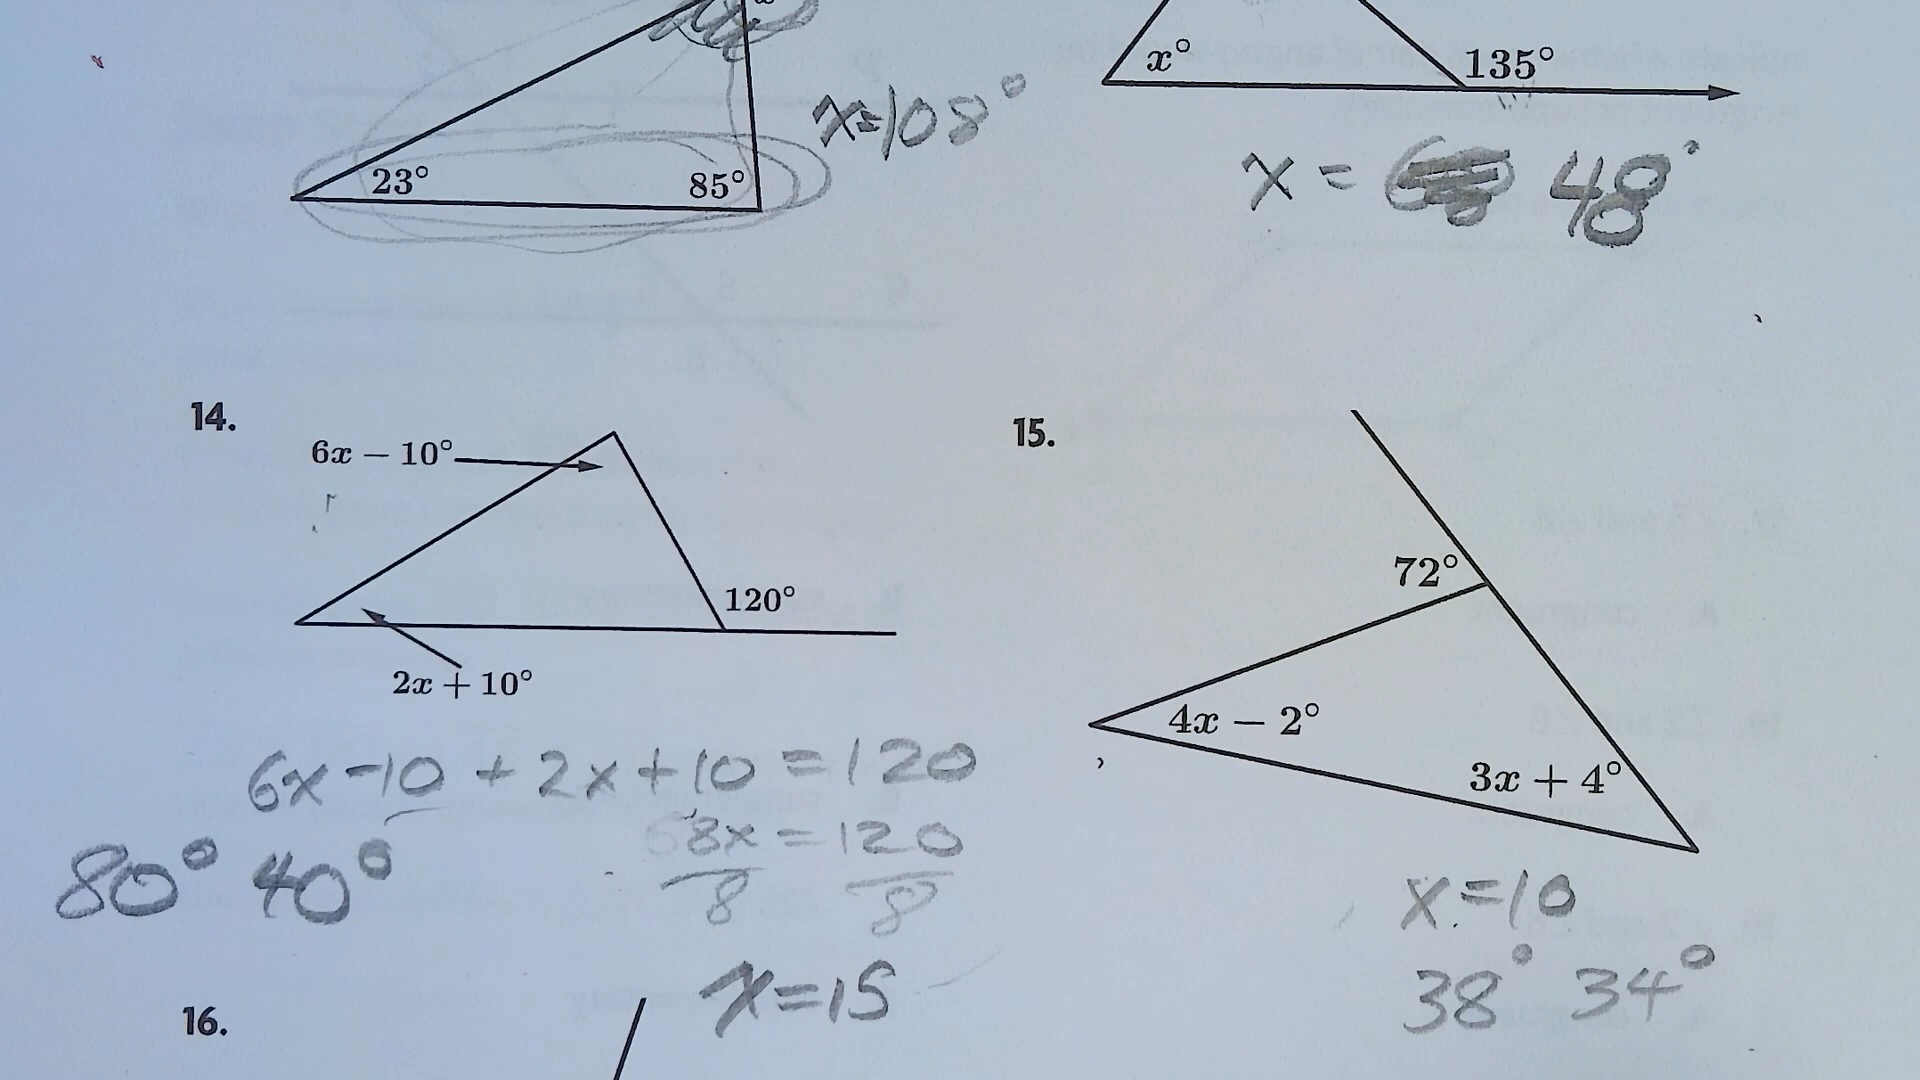 x°
135°
x=108°
23°
85°
x = 48°
14.
6x − 10°
120°
2x + 10°
6x -10 + 2x +10 = 120
8x = 120
8 8
80° 40°
x=15
15.
72°
4x − 2°
3x + 4°
x=10
38° 34°
16.